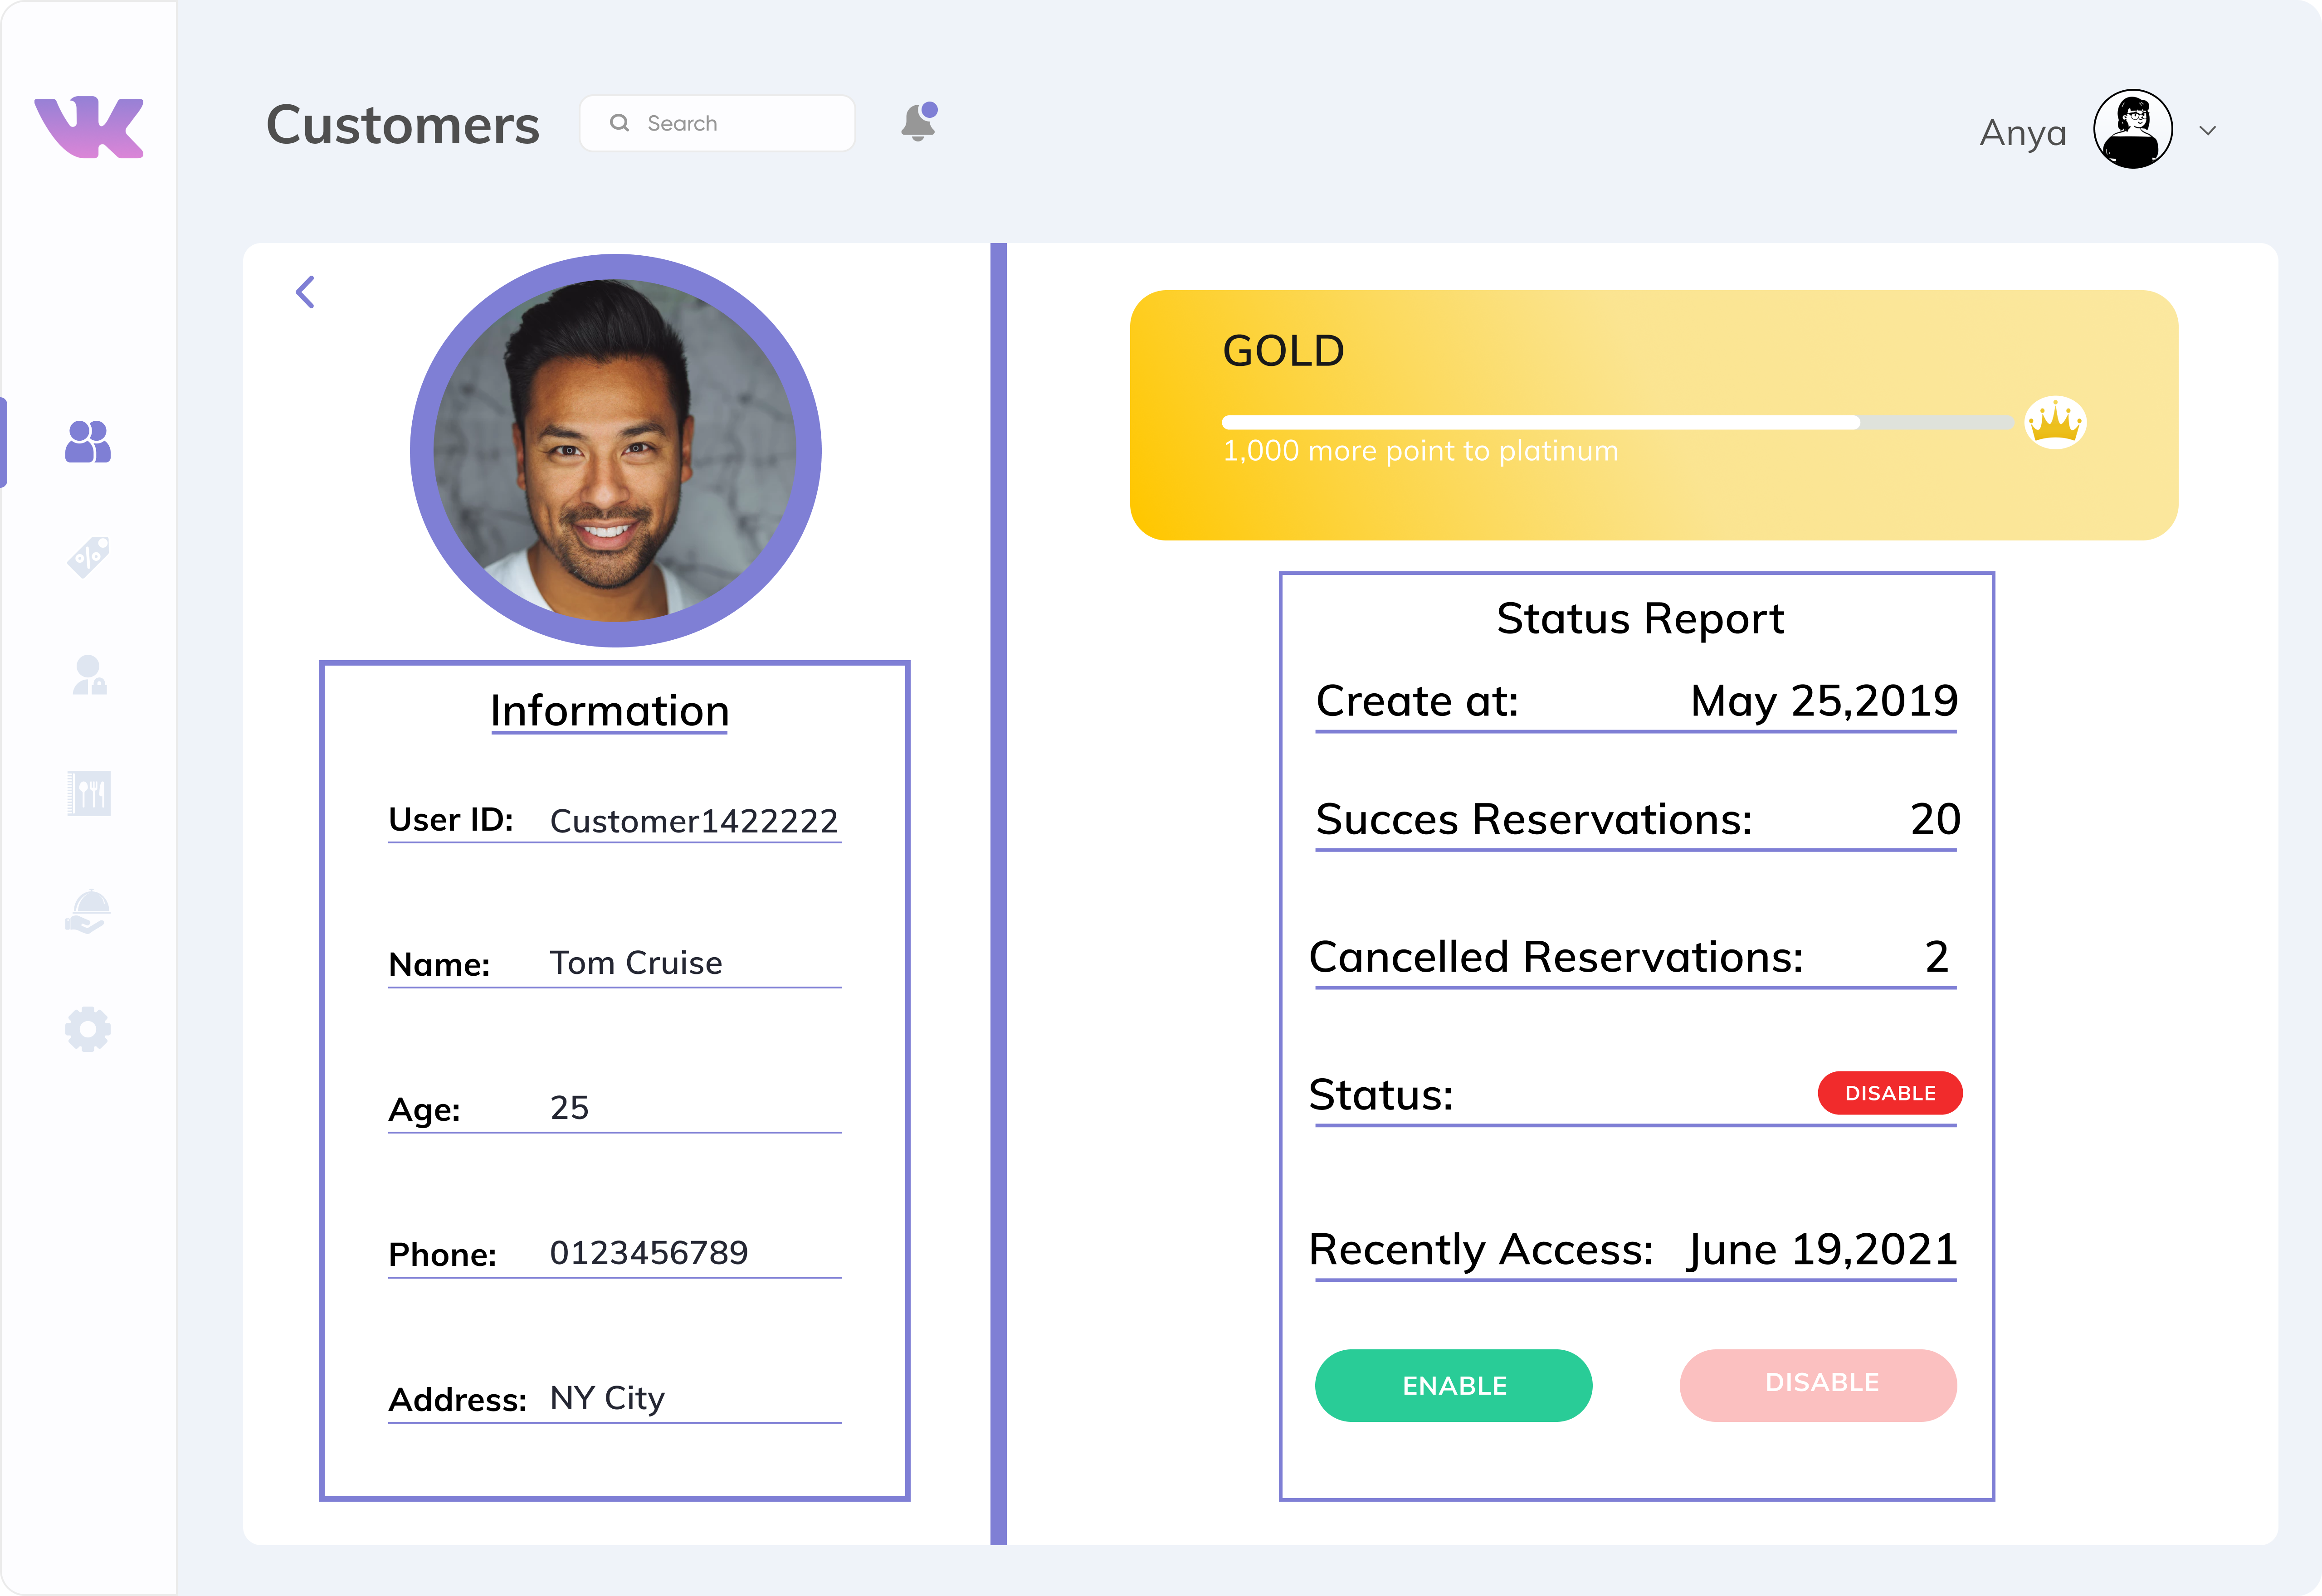 Customers
Search
Anya
GOLD
1,000 more point to platinum
Information
User ID: Customer1422222
Name: Tom Cruise
Age: 25
Phone: 0123456789
Address: NY City
Status Report
Create at: May 25,2019
Succes Reservations: 20
Cancelled Reservations: 2
Status: DISABLE
Recently Access: June 19,2021
ENABLE DISABLE